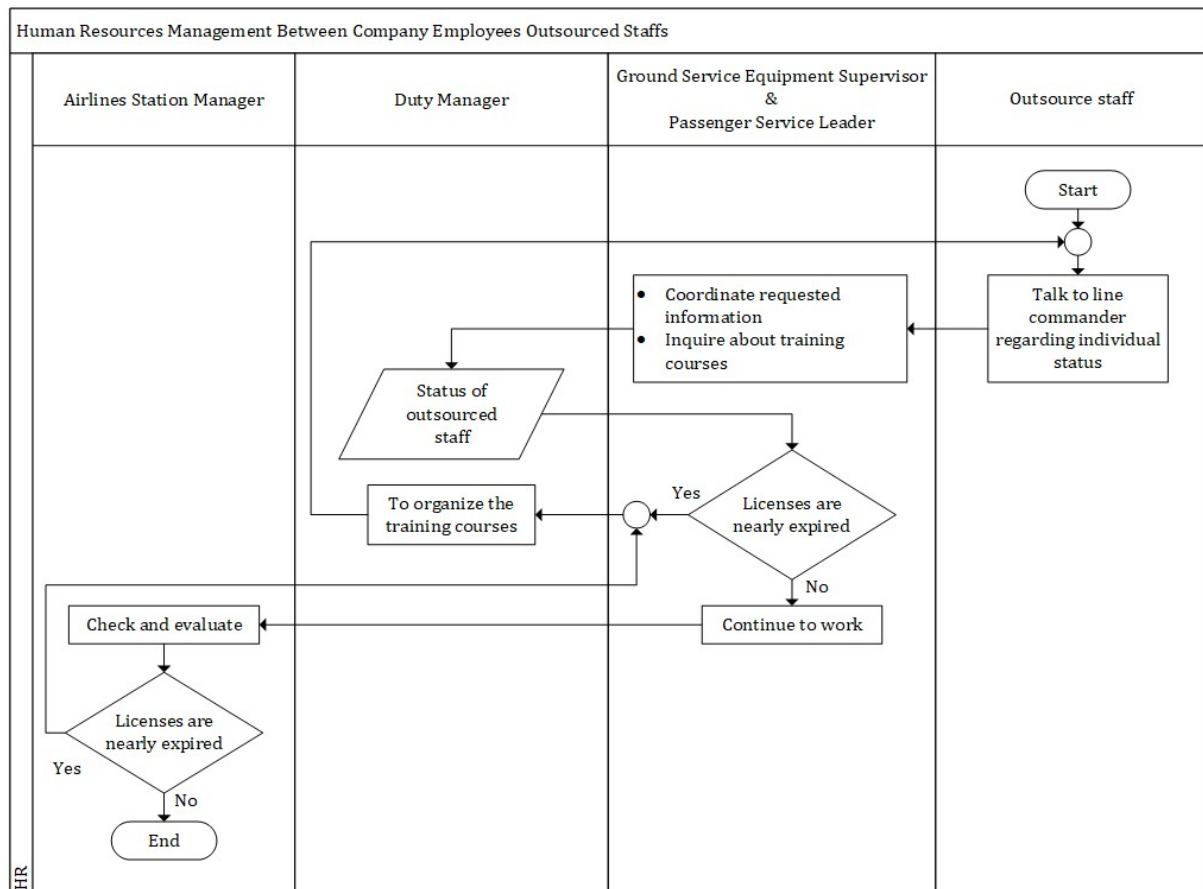 Human Resources Management Between Company Employees Outsourced Staffs
Airlines Station Manager
Duty Manager
Ground Service Equipment Supervisor
&
Passenger Service Leader
Outsource staff
Start
Talk to line
commander
regarding individual
status
• Coordinate requested
information
• Inquire about training
courses
Status of
outsourced
staff
Licenses are
nearly expired
Yes
No
To organize the
training courses
Continue to work
Check and evaluate
Licenses are
nearly expired
Yes
No
End
HR